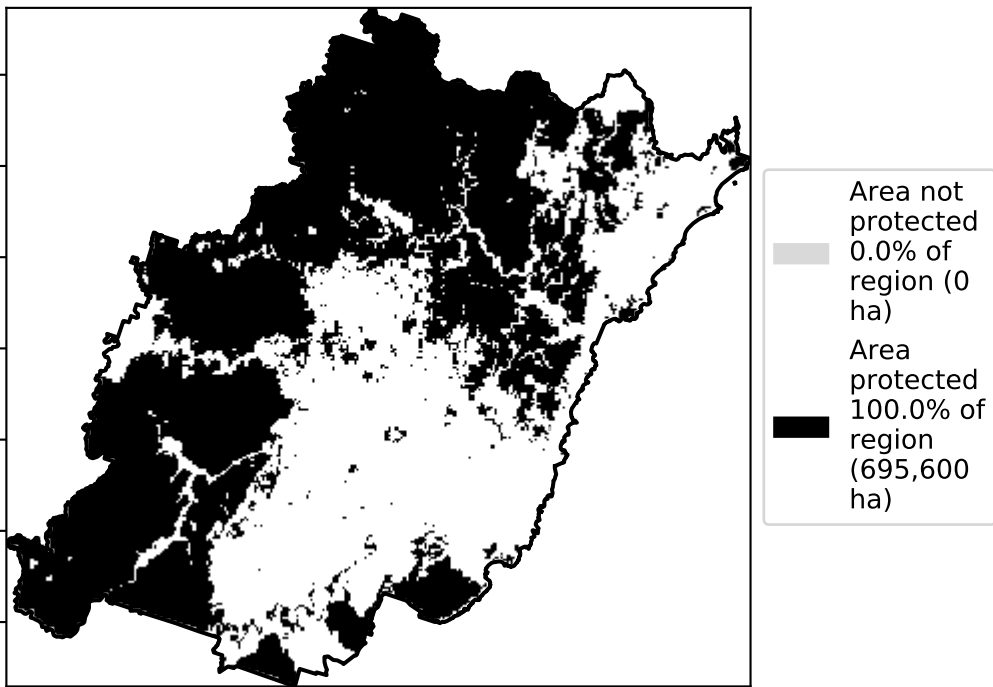 Area not
protected
0.0% of
region (0
ha)
Area
protected
100.0% of
region
(695,600
ha)